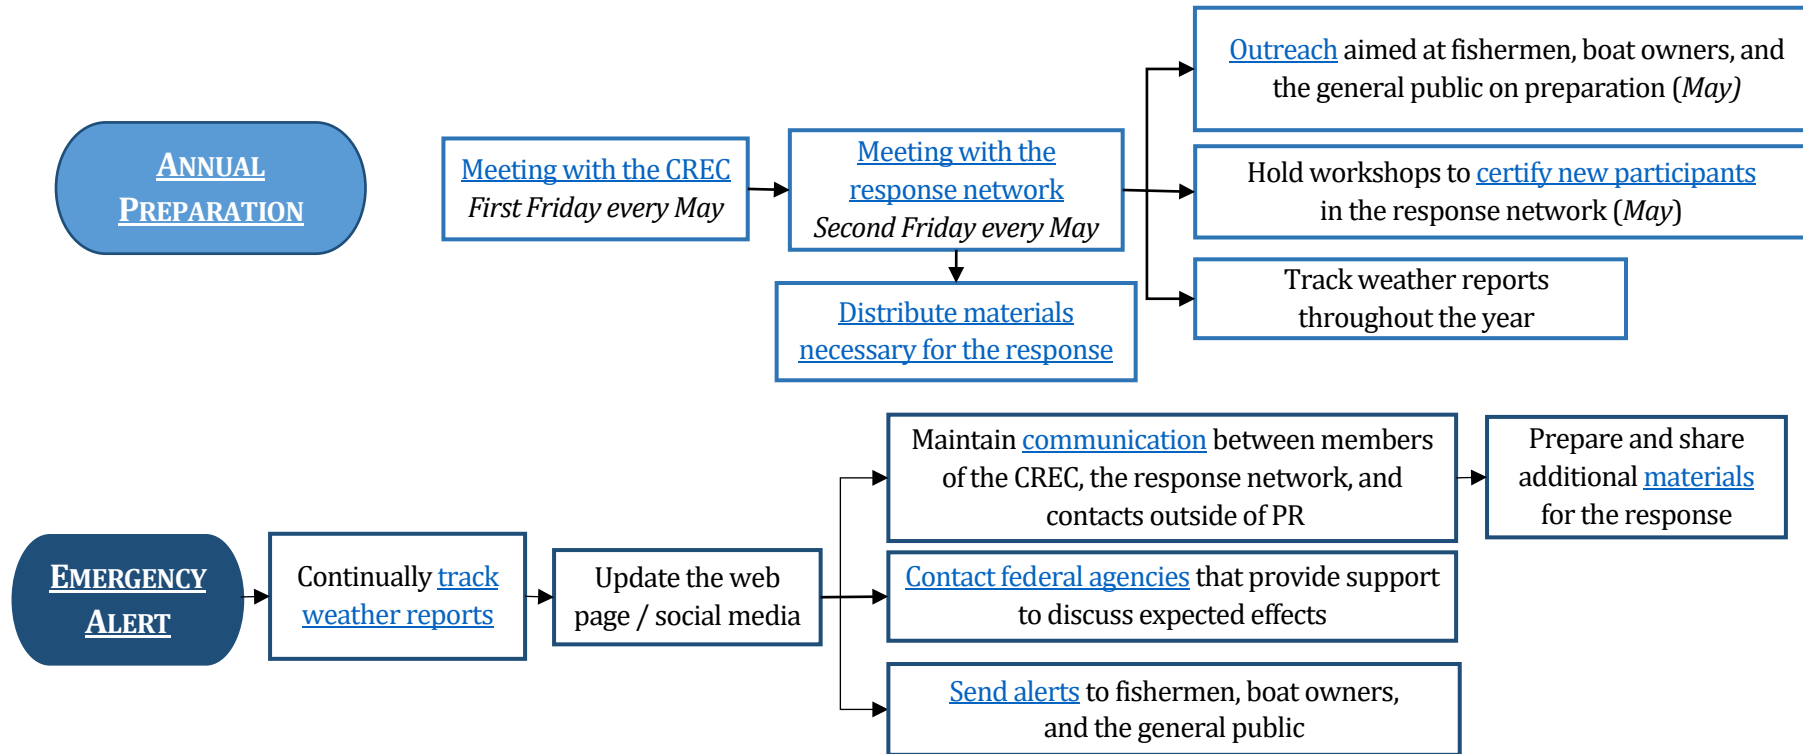 ANNUAL
PREPARATION
Meeting with the CREC
First Friday every May
Meeting with the
response network
Second Friday every May
Distribute materials
necessary for the response
Outreach aimed at fishermen, boat owners, and
the general public on preparation (May)
Hold workshops to certify new participants
in the response network (May)
Track weather reports
throughout the year
EMERGENCY
ALERT
Continually track
weather reports
Update the web
page / social media
Maintain communication between members
of the CREC, the response network, and
contacts outside of PR
Prepare and share
additional materials
for the response
Contact federal agencies that provide support
to discuss expected effects
Send alerts to fishermen, boat owners,
and the general public